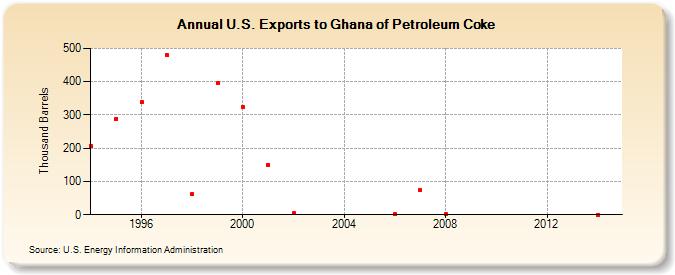 Annual U.S. Exports to Ghana of Petroleum Coke
Thousand Barrels
500
400
300
200
100
0
1996 2000 2004 2008 2012
Source: U.S. Energy Information Administration